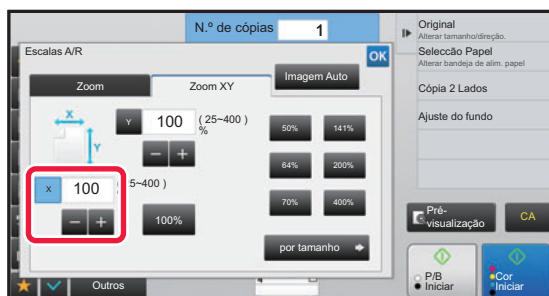 N.º de cópias
1
Escalas A/R
OK
Zoom
Zoom XY
Imagem Auto
X
Y
Y
100
( 25~400 )
%
50%
141%
64%
200%
X
100
5~400 )
70%
400%
100%
por tamanho
Outros
Original
Alterar tamanho/direção.
Seleccão Papel
Alterar bandeja de alim. papel
Cópia 2 Lados
Ajuste do fundo
Pré-
visualização
CA
P/B
Iniciar
Cor
Iniciar